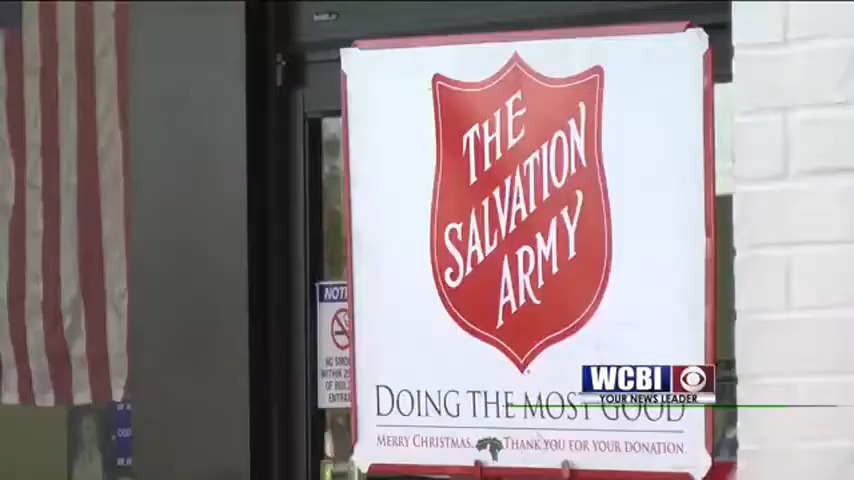 THE
SALVATION
ARMY
NOTI
NO SMOK
WITHIN 25
OF BUIL
ENTRA
DOING THE MOST GOOD
WCBI
YOUR NEWS LEADER
MERRY CHRISTMAS. THANK YOU FOR YOUR DONATION.